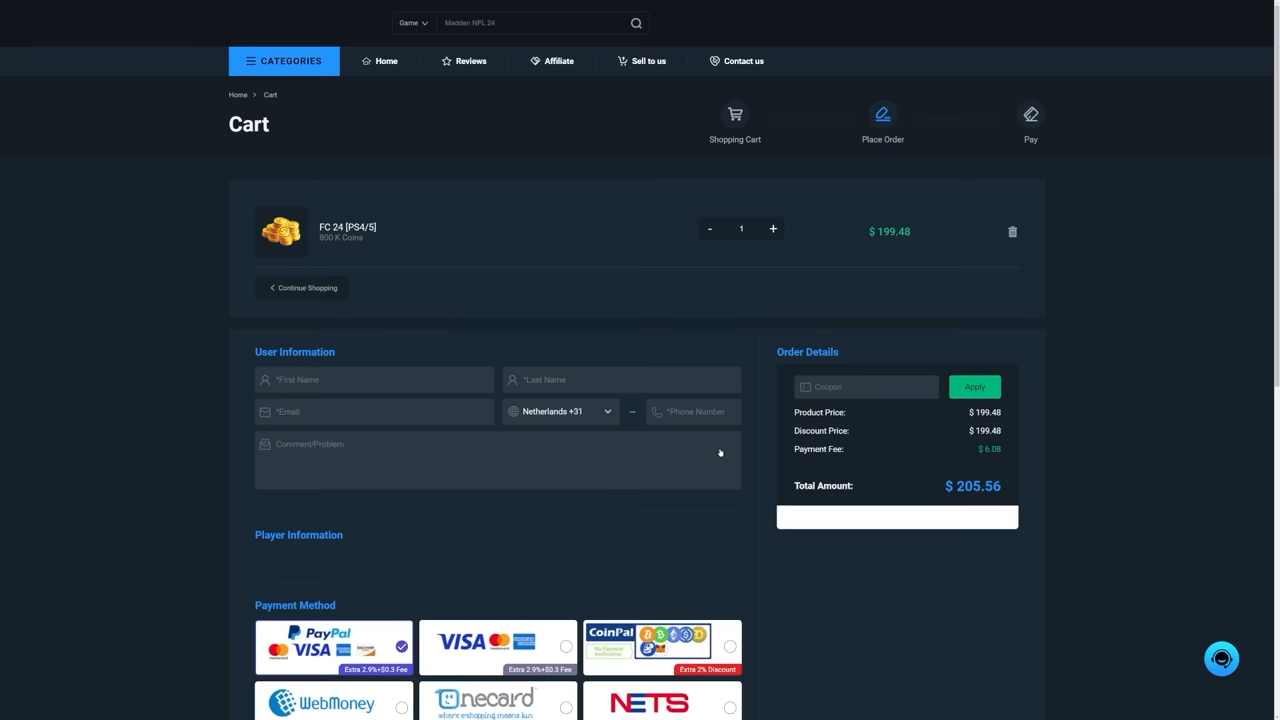 Game
Madden NFL 24
CATEGORIES
Home
Reviews
Affiliate
Sell to us
Contact us
Home > Cart
Cart
Shopping Cart
Place Order
Pay
FC 24 [PS4/5]
800 K Coins
- 1 +
$ 199.48
Continue Shopping
User Information
*First Name
*Last Name
*Email
Netherlands +31
*Phone Number
Comment/Problem
Order Details
Coupon
Apply
Product Price: $ 199.48
Discount Price: $ 199.48
Payment Fee: $ 6.08
Total Amount: $ 205.56
Player Information
Payment Method
PayPal
VISA
DISCOVER
Extra 2.9%+$0.3 Fee
VISA
Extra 2.9%+$0.3 Fee
CoinPal
No Payment
Verification
Extra 2% Discount
WebMoney
Onecard
where eshopping means fun
NETS